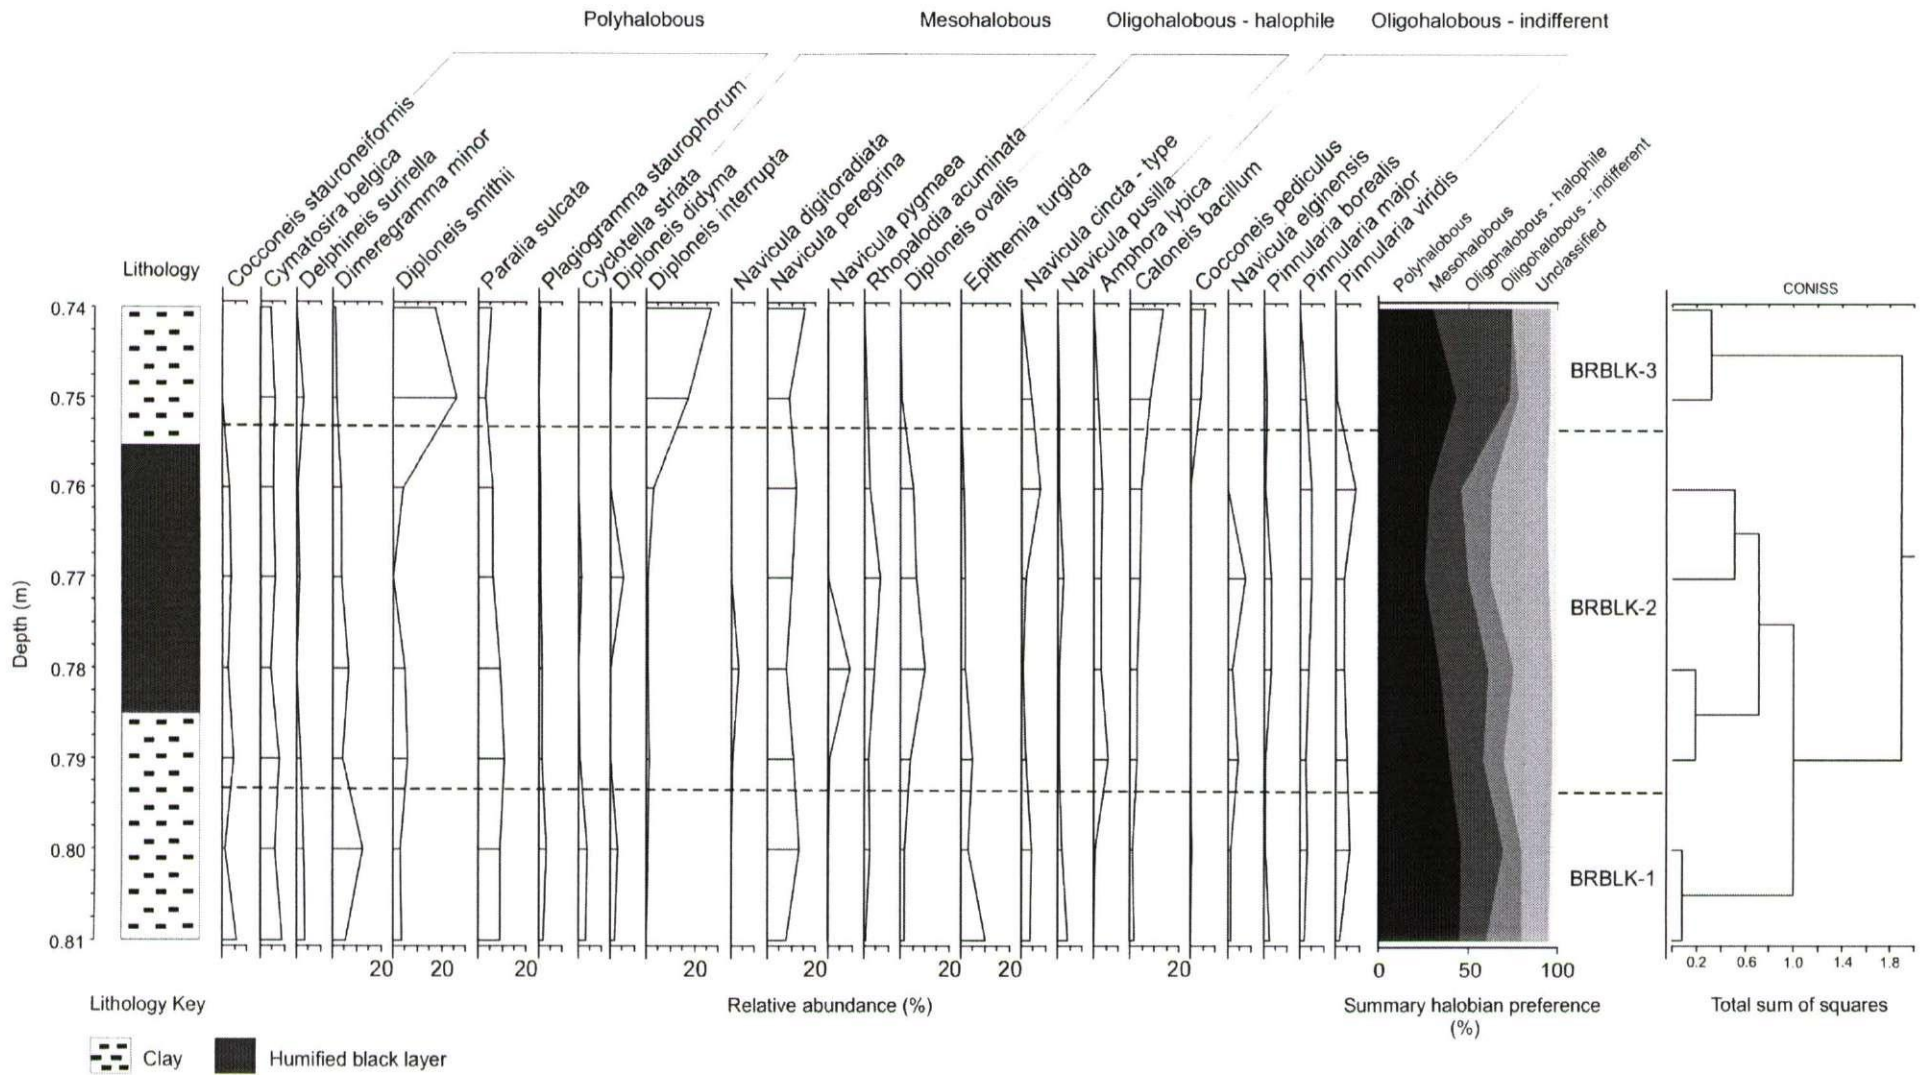 Polyhalobous
Mesohalobous
Oligohalobous - halophile
Oligohalobous - indifferent
Lithology
Cocconeis stauroneiformis
Cymatosira belgica
Delphineis surirella
Dimeregramma minor
Diploneis smithii
Paralia sulcata
Plagiogramma staurophorum
Cyclotella striata
Diploneis didyma
Diploneis interrupta
Navicula digitoradiata
Navicula peregrina
Navicula pygmaea
Rhopalodia acuminata
Diploneis ovalis
Epithemia turgida
Navicula cincta - type
Navicula pusilla
Amphora lybica
Caloneis bacillum
Cocconeis pediculus
Navicula elginensis
Pinnularia borealis
Pinnularia major
Pinnularia viridis
Polyhalobous
Mesohalobous
Oligohalobous - halophile
Oliigohalobous - indifferent
Unclassified
CONISS
Depth (m)
0.74
0.75
0.76
0.77
0.78
0.79
0.80
0.81
BRBLK-3
BRBLK-2
BRBLK-1
20 20 20 20 20 20 20 20
0 50 100
0.2 0.6 1.0 1.4 1.8
Relative abundance (%)
Summary halobian preference
(%)
Total sum of squares
Lithology Key
Clay
Humified black layer